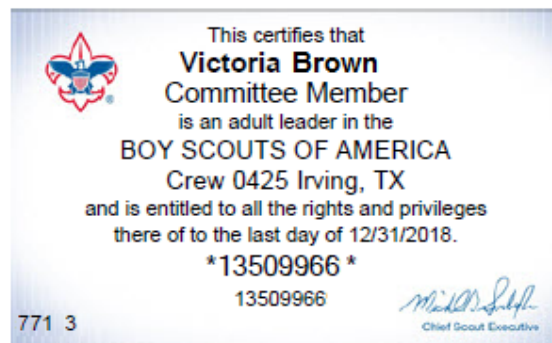 This certifies that
Victoria Brown
Committee Member
is an adult leader in the
BOY SCOUTS OF AMERICA
Crew 0425 Irving, TX
and is entitled to all the rights and privileges
there of to the last day of 12/31/2018.
*13509966 *
13509966
771 3
Chief Scout Executive